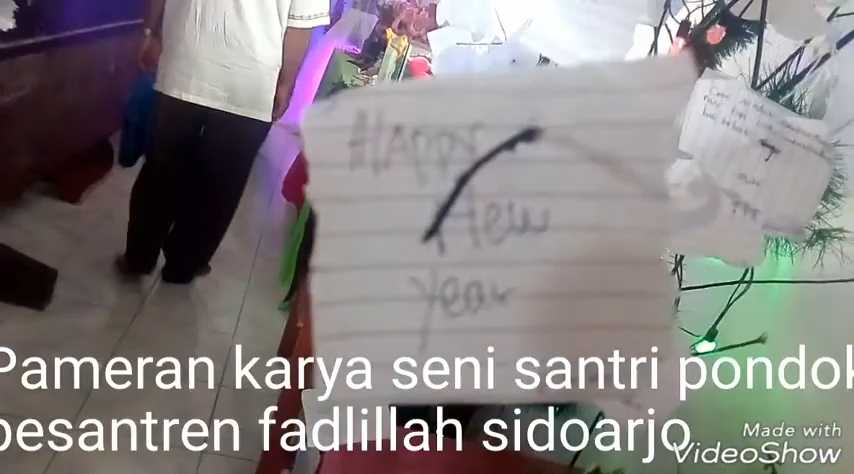 HAPPY
New
Year
Pameran karya seni santri pondok
pesantren fadlillah sidoarjo
Made with
VideoShow